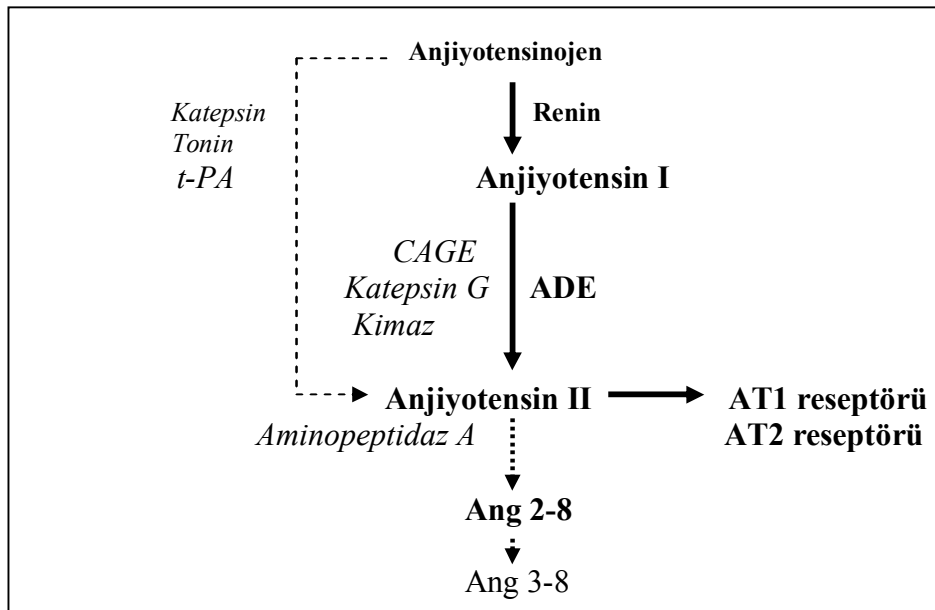 Anjiyotensinojen
Katepsin
Tonin
t-PA
Renin
Anjiyotensin I
CAGE
Katepsin G
Kimaz
ADE
Anjiyotensin II
AT1 reseptörü
Aminopeptidaz A
AT2 reseptörü
Ang 2-8
Ang 3-8